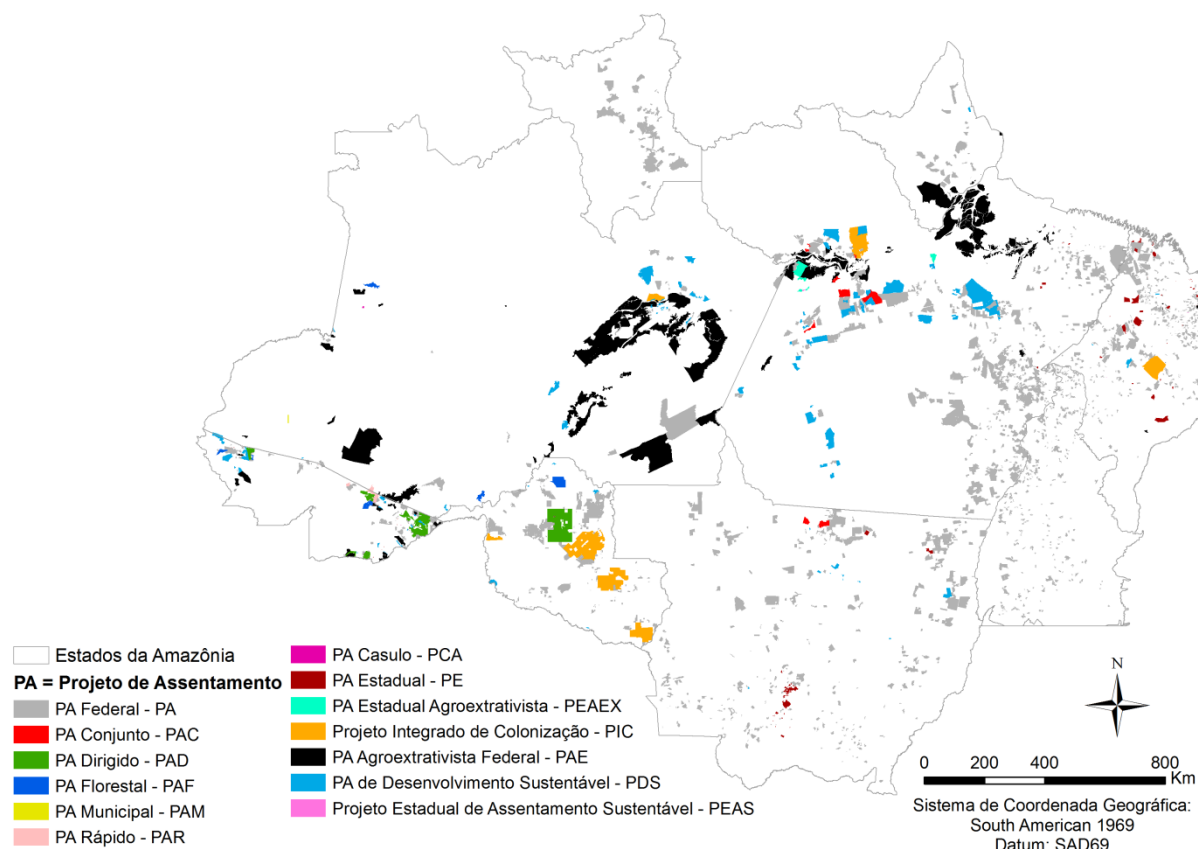 Estados da Amazônia
PA = Projeto de Assentamento
PA Federal - PA
PA Conjunto - PAC
PA Dirigido - PAD
PA Florestal - PAF
PA Municipal - PAM
PA Rápido - PAR
PA Casulo - PCA
PA Estadual - PE
PA Estadual Agroextrativista - PEAEX
Projeto Integrado de Colonização - PIC
PA Agroextrativista Federal - PAE
PA de Desenvolvimento Sustentável - PDS
Projeto Estadual de Assentamento Sustentável - PEAS
N
0 200 400 800
Km
Sistema de Coordenada Geográfica:
South American 1969
Datum: SAD69